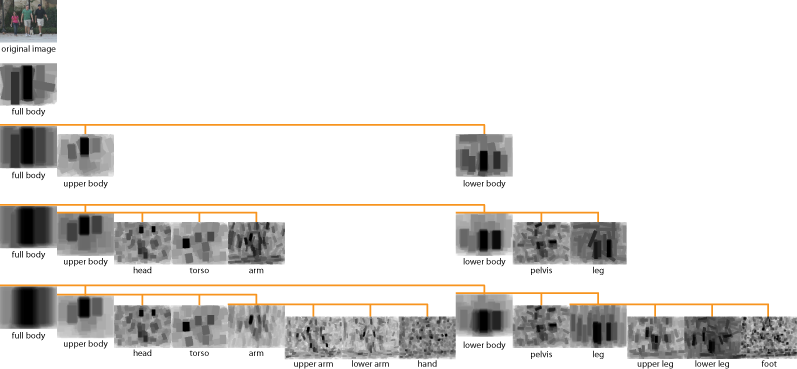 original image
full body
full body
upper body
lower body
full body
upper body
head
torso
arm
lower body
pelvis
leg
full body
upper body
head
torso
arm
upper arm
lower arm
hand
lower body
pelvis
leg
upper leg
lower leg
foot